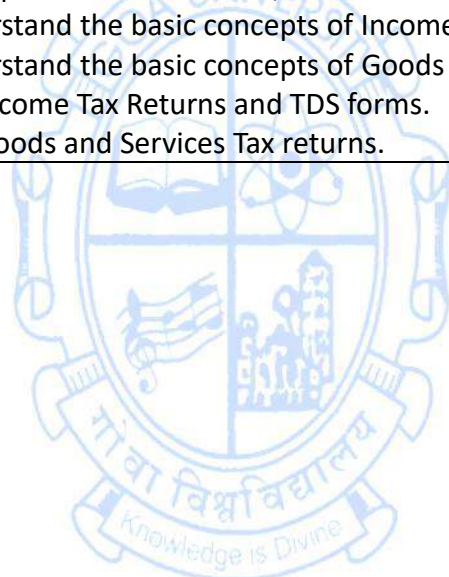 rstand the basic concepts of Income
rstand the basic concepts of Goods
come Tax Returns and TDS forms.
oods and Services Tax returns.
गोंवा विश्वविद्यालय
Knowledge is Divine